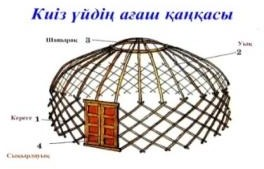 Киіз үйдің ағаш қаңқасы
Шаңырақ 3
Уық
2
Кереге 1
4
Сықырлауық